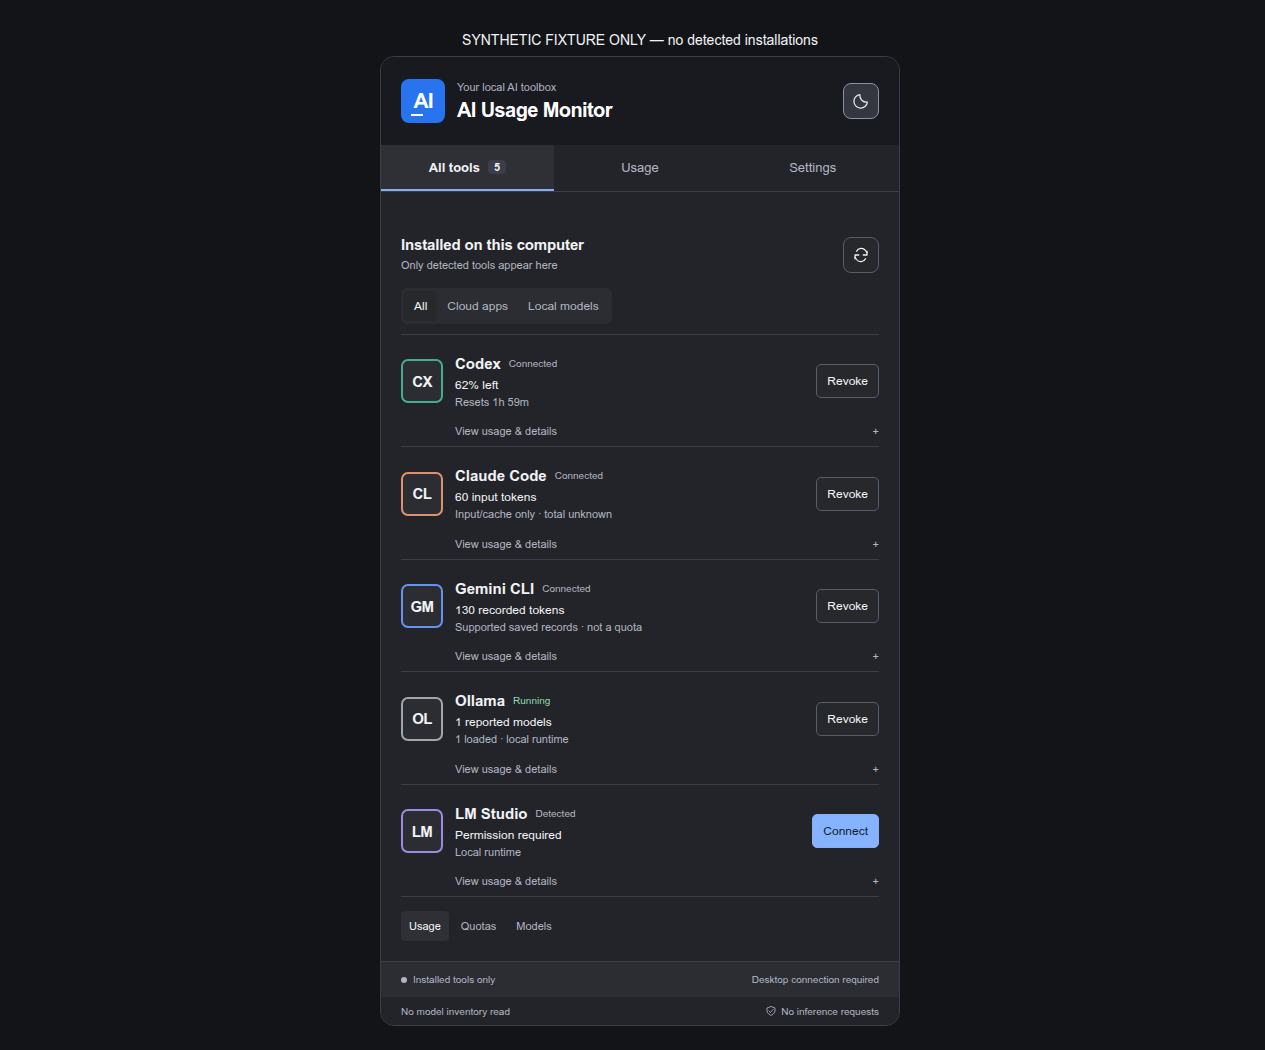 SYNTHETIC FIXTURE ONLY — no detected installations
AI
Your local AI toolbox
AI Usage Monitor
All tools 5
Usage
Settings
Installed on this computer
Only detected tools appear here
All
Cloud apps
Local models
CX
Codex Connected
62% left
Resets 1h 59m
Revoke
View usage & details +
CL
Claude Code Connected
60 input tokens
Input/cache only · total unknown
Revoke
View usage & details +
GM
Gemini CLI Connected
130 recorded tokens
Supported saved records · not a quota
Revoke
View usage & details +
OL
Ollama Running
1 reported models
1 loaded · local runtime
Revoke
View usage & details +
LM
LM Studio Detected
Permission required
Local runtime
Connect
View usage & details +
Usage
Quotas
Models
Installed tools only
Desktop connection required
No model inventory read
No inference requests